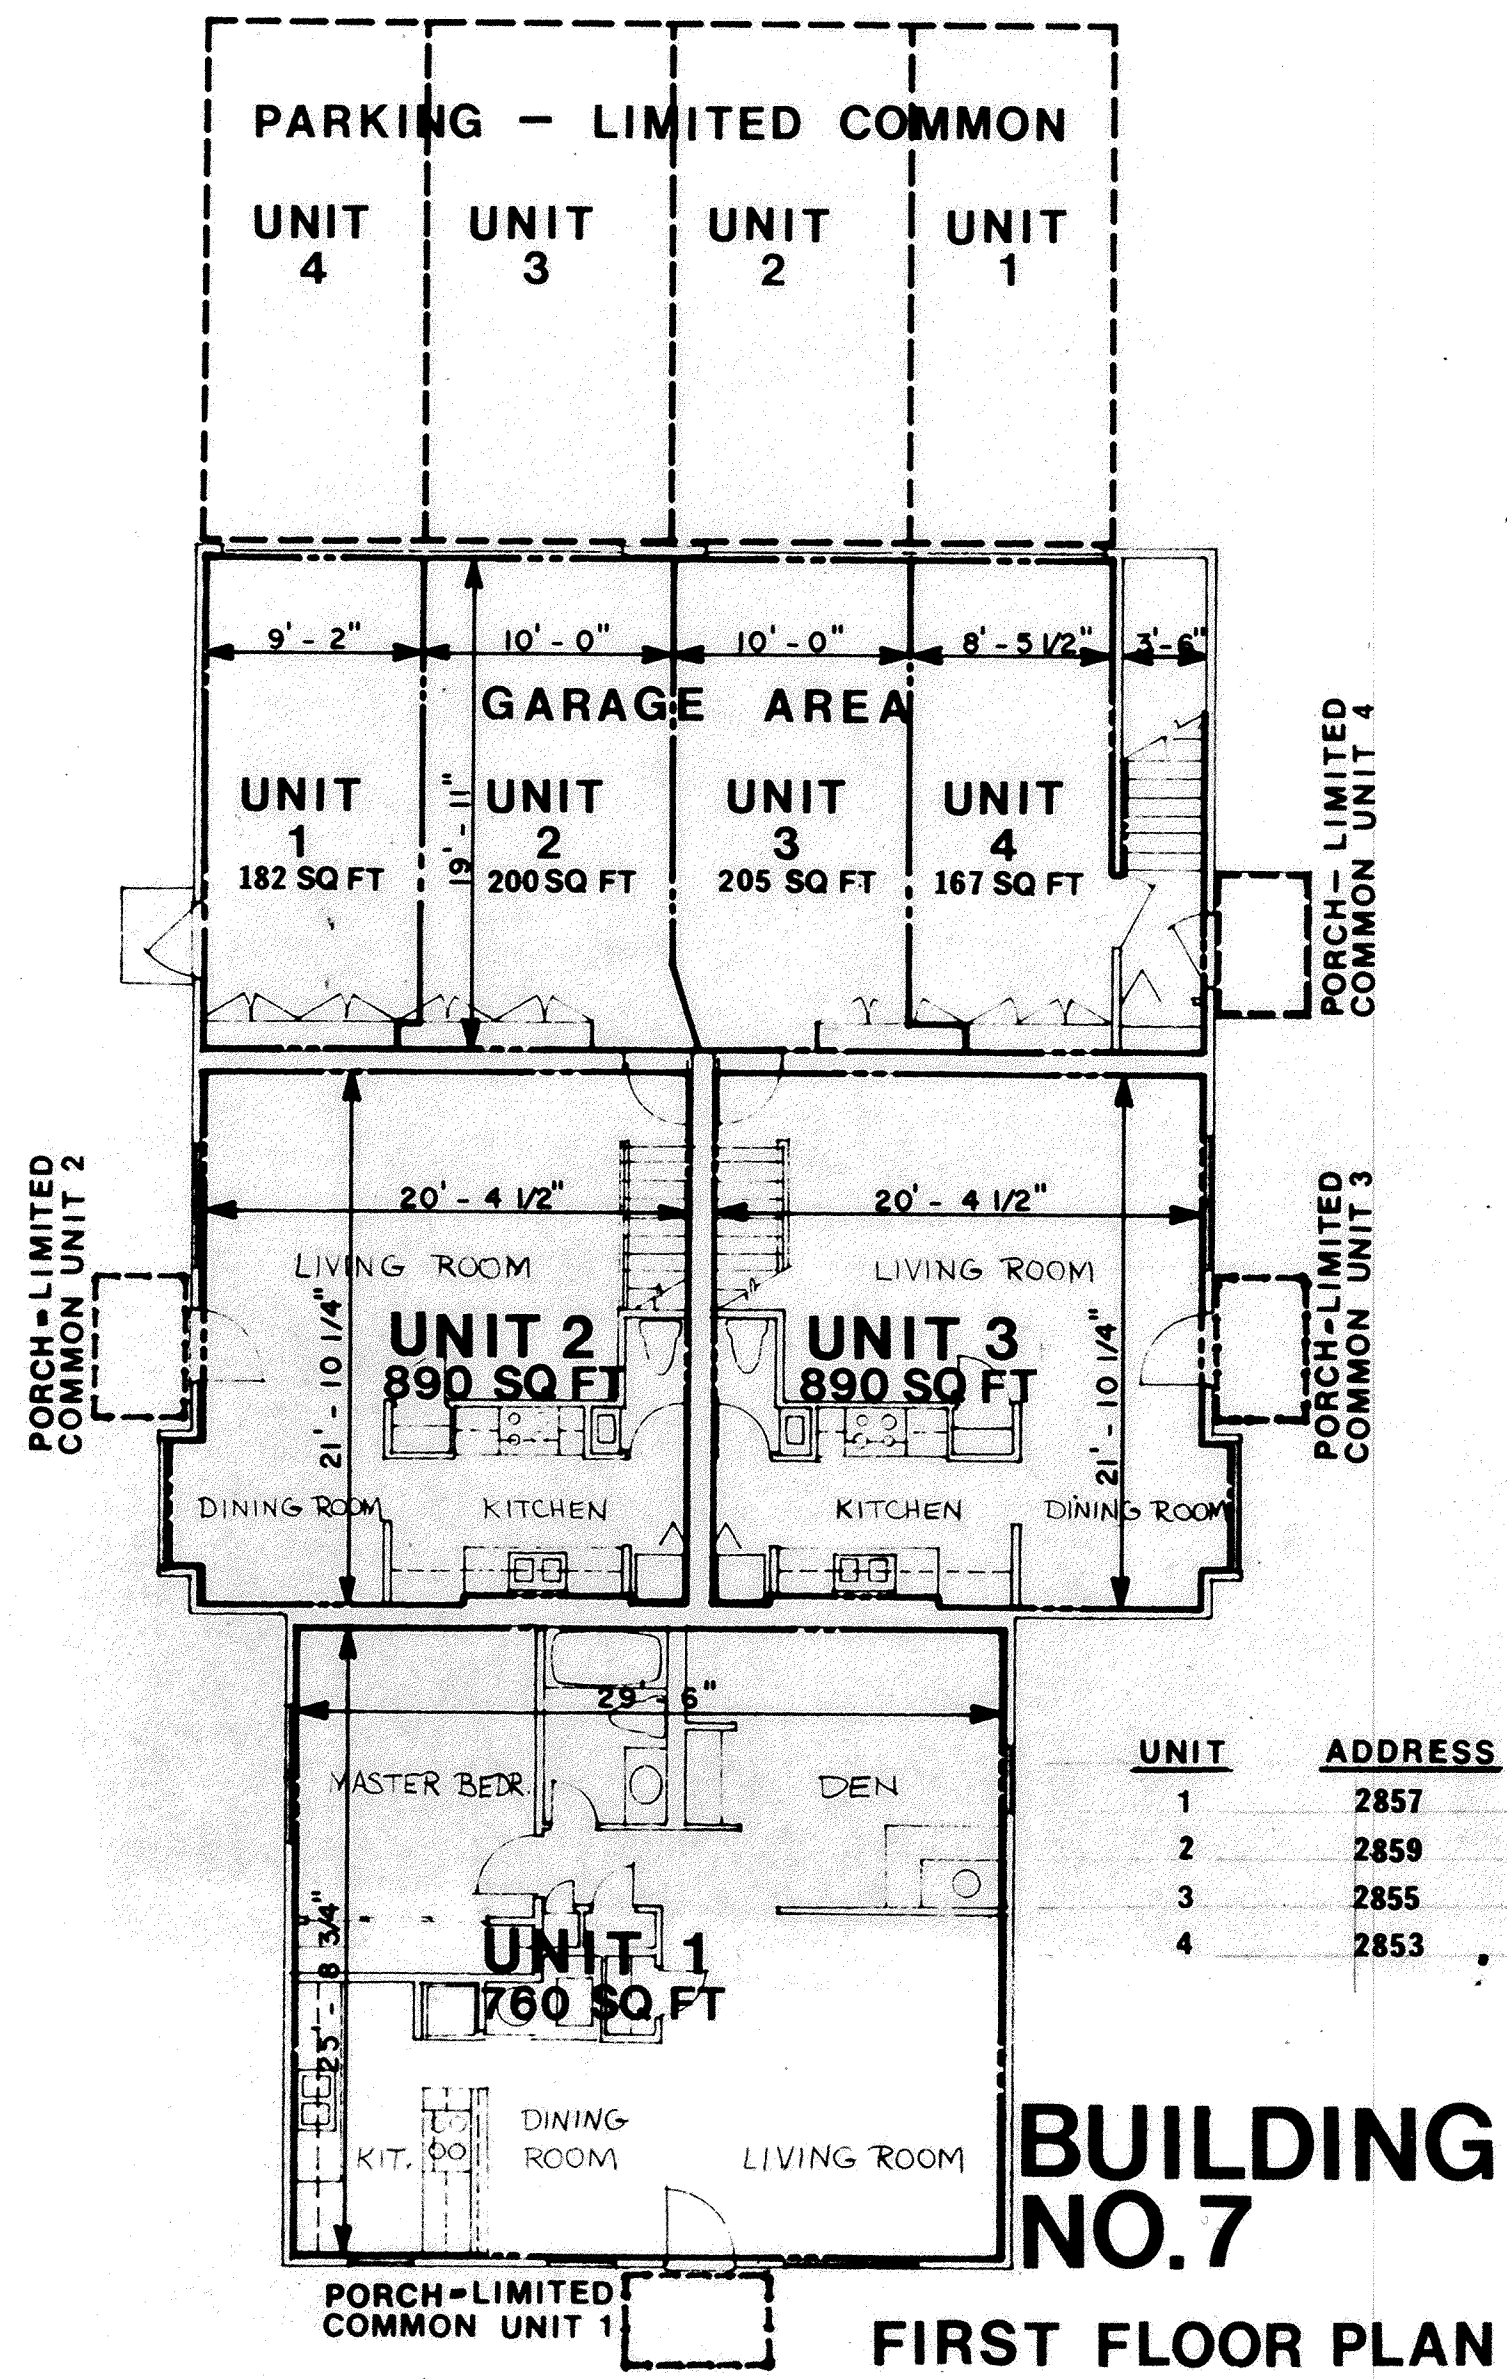 PARKING - LIMITED COMMON
UNIT 4
UNIT 3
UNIT 2
UNIT 1
9'-2"
10'-0"
10'-0"
8'-5 1/2"
3'-6"
GARAGE AREA
19'-11"
UNIT 1
182 SQ FT
UNIT 2
200 SQ FT
UNIT 3
205 SQ FT
UNIT 4
167 SQ FT
PORCH-LIMITED
COMMON UNIT 4
PORCH-LIMITED
COMMON UNIT 2
20'-4 1/2"
LIVING ROOM
UNIT 2
890 SQ FT
21'-10 1/4"
DINING ROOM
KITCHEN
20'-4 1/2"
LIVING ROOM
UNIT 3
890 SQ FT
21'-10 1/4"
KITCHEN
DINING ROOM
PORCH-LIMITED
COMMON UNIT 3
29'-6"
MASTER BEDR.
DEN
25'-8 3/4"
UNIT 1
760 SQ FT
KIT.
DINING
ROOM
LIVING ROOM
PORCH-LIMITED
COMMON UNIT 1
UNIT ADDRESS
1 2857
2 2859
3 2855
4 2853
BUILDING
NO.7
FIRST FLOOR PLAN